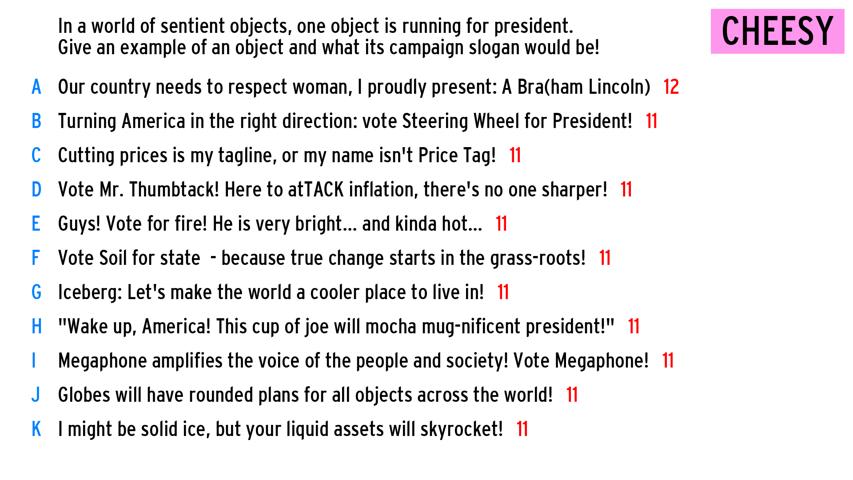 In a world of sentient objects, one object is running for president.
Give an example of an object and what its campaign slogan would be!
CHEESY
A Our country needs to respect woman, I proudly present: A Bra(ham Lincoln) 12
B Turning America in the right direction: vote Steering Wheel for President! 11
C Cutting prices is my tagline, or my name isn't Price Tag! 11
D Vote Mr. Thumbtack! Here to atTACK inflation, there's no one sharper! 11
E Guys! Vote for fire! He is very bright... and kinda hot... 11
F Vote Soil for state - because true change starts in the grass-roots! 11
G Iceberg: Let's make the world a cooler place to live in! 11
H "Wake up, America! This cup of joe will mocha mug-nificent president!" 11
I Megaphone amplifies the voice of the people and society! Vote Megaphone! 11
J Globes will have rounded plans for all objects across the world! 11
K I might be solid ice, but your liquid assets will skyrocket! 11